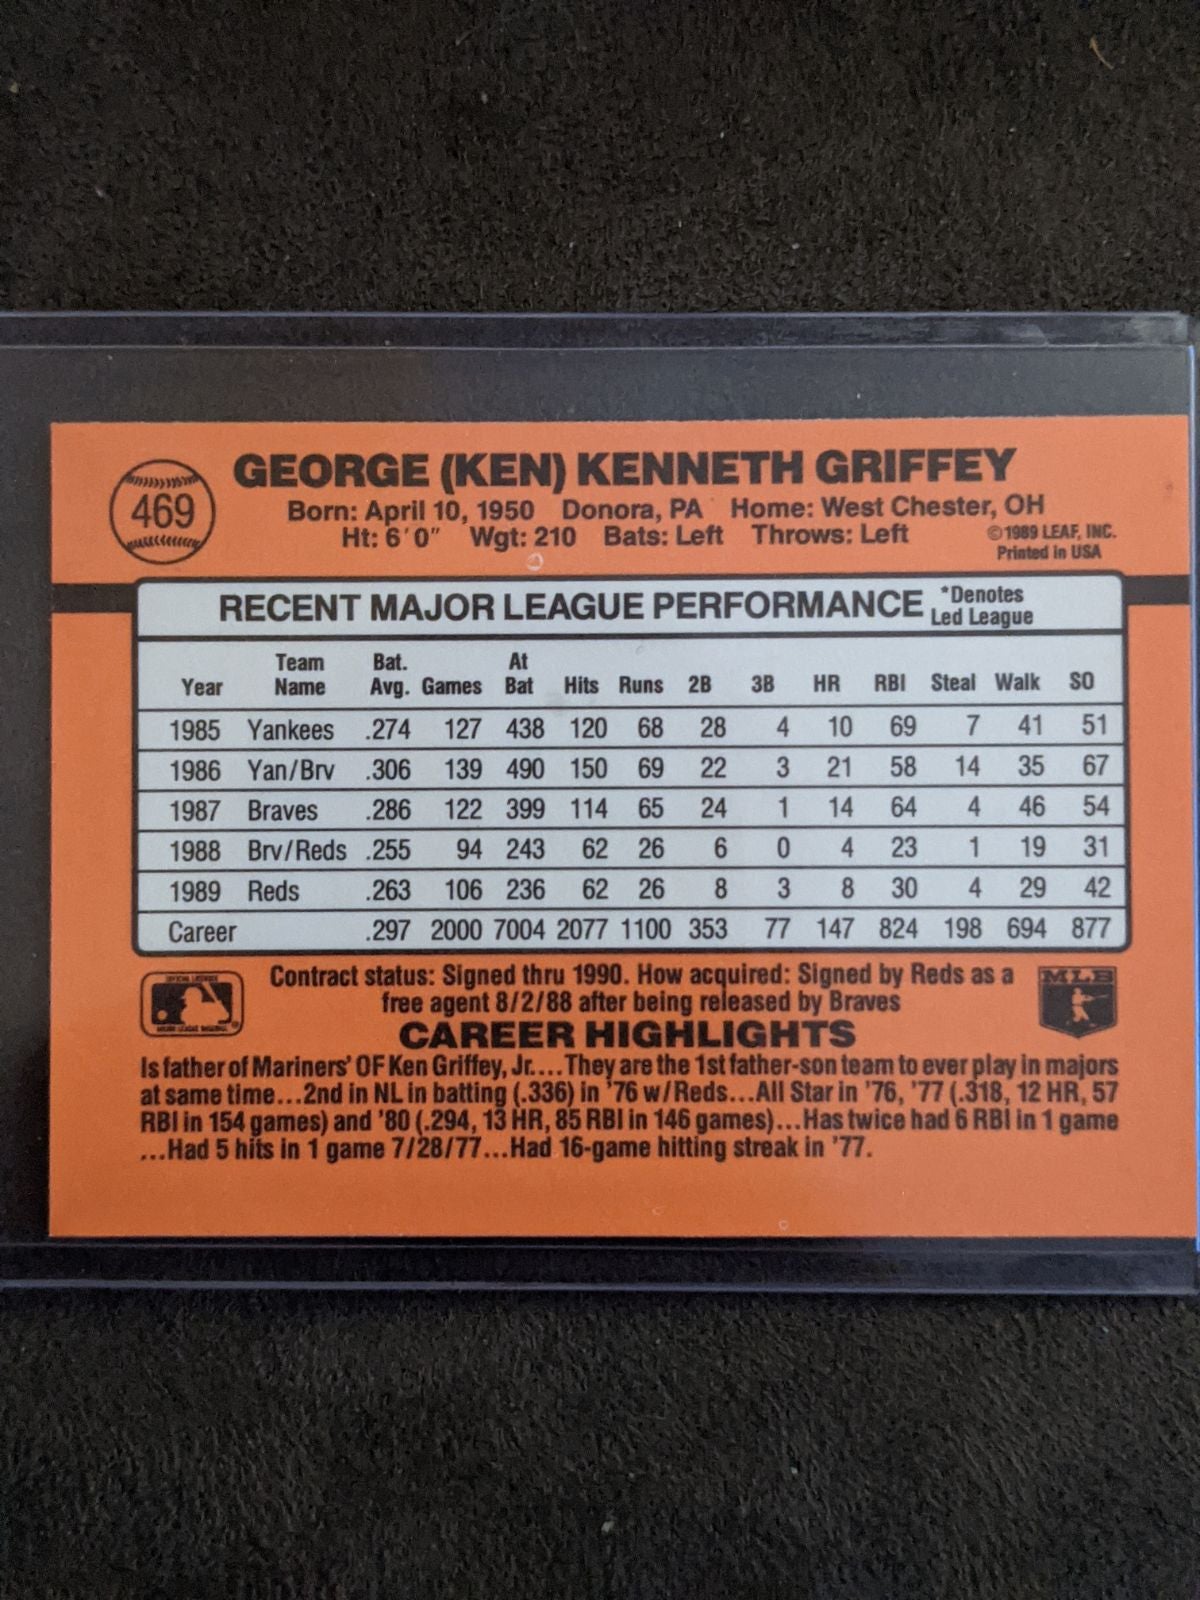 469
GEORGE (KEN) KENNETH GRIFFEY
Born: April 10, 1950 Donora, PA Home: West Chester, OH
Ht: 6'0" Wgt: 210 Bats: Left Throws: Left
©1989 LEAF, INC.
Printed in USA
RECENT MAJOR LEAGUE PERFORMANCE *Denotes
Led League
Team Bat. At
Year Name Avg. Games Bat Hits Runs 2B 3B HR RBI Steal Walk SO
1985 Yankees .274 127 438 120 68 28 4 10 69 7 41 51
1986 Yan/Brv .306 139 490 150 69 22 3 21 58 14 35 67
1987 Braves .286 122 399 114 65 24 1 14 64 4 46 54
1988 Brv/Reds .255 94 243 62 26 6 0 4 23 1 19 31
1989 Reds .263 106 236 62 26 8 3 8 30 4 29 42
Career .297 2000 7004 2077 1100 353 77 147 824 198 694 877
Contract status: Signed thru 1990. How acquired: Signed by Reds as a
free agent 8/2/88 after being released by Braves
MLB
CAREER HIGHLIGHTS
Is father of Mariners' OF Ken Griffey, Jr....They are the 1st father-son team to ever play in majors
at same time...2nd in NL in batting (.336) in '76 w/Reds...All Star in '76, '77 (.318, 12 HR, 57
RBI in 154 games) and '80 (.294, 13 HR, 85 RBI in 146 games)...Has twice had 6 RBI in 1 game
...Had 5 hits in 1 game 7/28/77...Had 16-game hitting streak in '77.